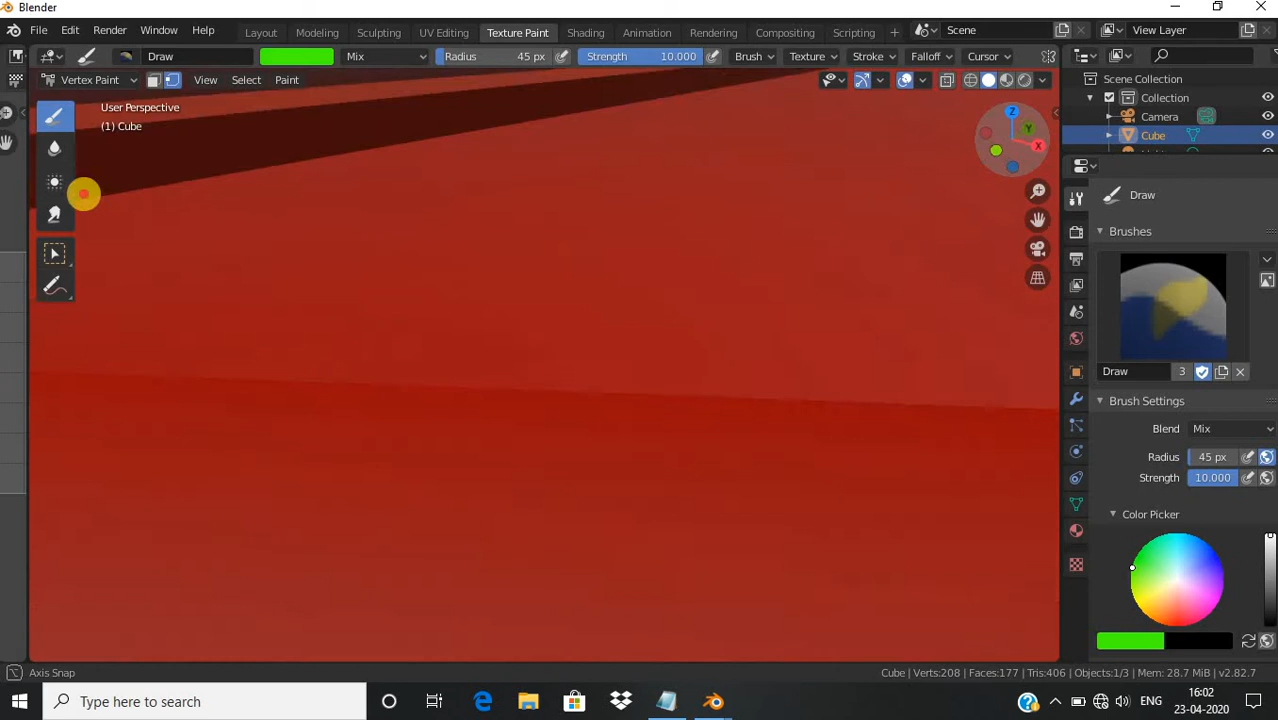 Blender
File Edit Render Window Help Layout Modeling Sculpting UV Editing Texture Paint Shading Animation Rendering Compositing Scripting + Scene View Layer
Draw Mix Radius 45 px Strength 10.000 Brush Texture Stroke Falloff Cursor
Vertex Paint View Select Paint
User Perspective
(1) Cube
Z
Y
X
Scene Collection
Collection
Camera
Cube
Draw
Brushes
Draw 3
Brush Settings
Blend Mix
Radius 45 px
Strength 10.000
Color Picker
Axis Snap Cube | Verts:208 | Faces:177 | Tris:406 | Objects:1/3 | Mem: 28.7 MiB | v2.82.7
Type here to search ENG 16:02
23-04-2020